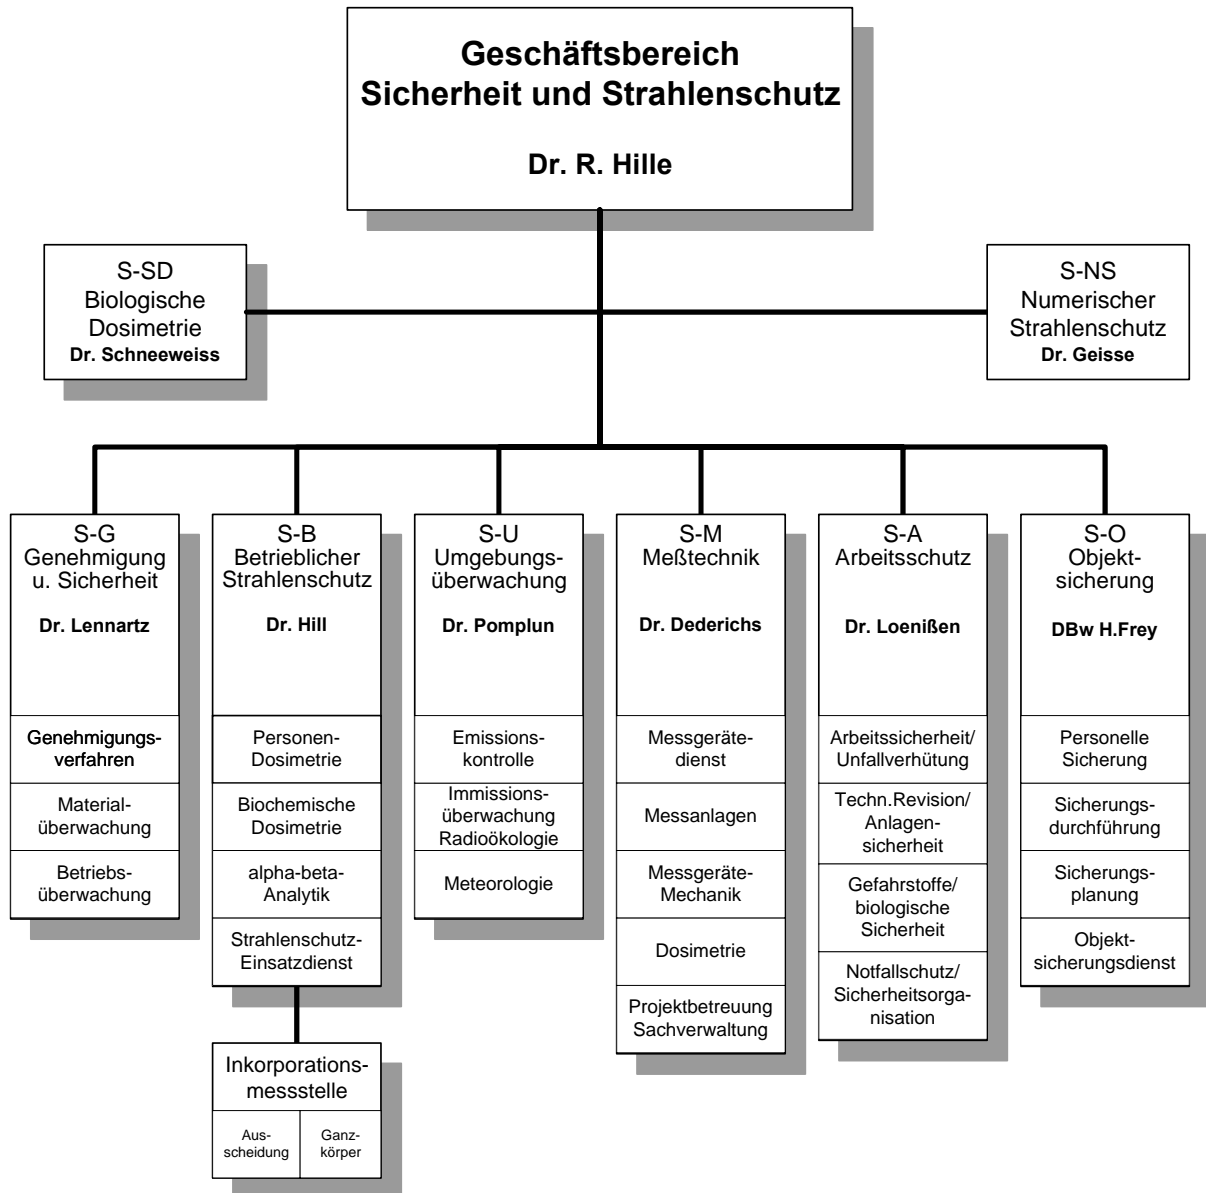 Geschäftsbereich
Sicherheit und Strahlenschutz
Dr. R. Hille
S-SD
Biologische
Dosimetrie
Dr. Schneeweiss
S-NS
Numerischer
Strahlenschutz
Dr. Geisse
S-G
Genehmigung
u. Sicherheit
Dr. Lennartz
Genehmigungs-
verfahren
Material-
überwachung
Betriebs-
überwachung
S-B
Betrieblicher
Strahlenschutz
Dr. Hill
Personen-
Dosimetrie
Biochemische
Dosimetrie
alpha-beta-
Analytik
Strahlenschutz-
Einsatzdienst
Inkorporations-
messstelle
Aus-
scheidung
Ganz-
körper
S-U
Umgebungs-
überwachung
Dr. Pomplun
Emissions-
kontrolle
Immissions-
überwachung
Radioökologie
Meteorologie
S-M
Meßtechnik
Dr. Dederichs
Messgeräte-
dienst
Messanlagen
Messgeräte-
Mechanik
Dosimetrie
Projektbetreuung
Sachverwaltung
S-A
Arbeitsschutz
Dr. Loenißen
Arbeitssicherheit/
Unfallverhütung
Techn.Revision/
Anlagen-
sicherheit
Gefahrstoffe/
biologische
Sicherheit
Notfallschutz/
Sicherheitsorga-
nisation
S-O
Objekt-
sicherung
DBw H.Frey
Personelle
Sicherung
Sicherungs-
durchführung
Sicherungs-
planung
Objekt-
sicherungsdienst